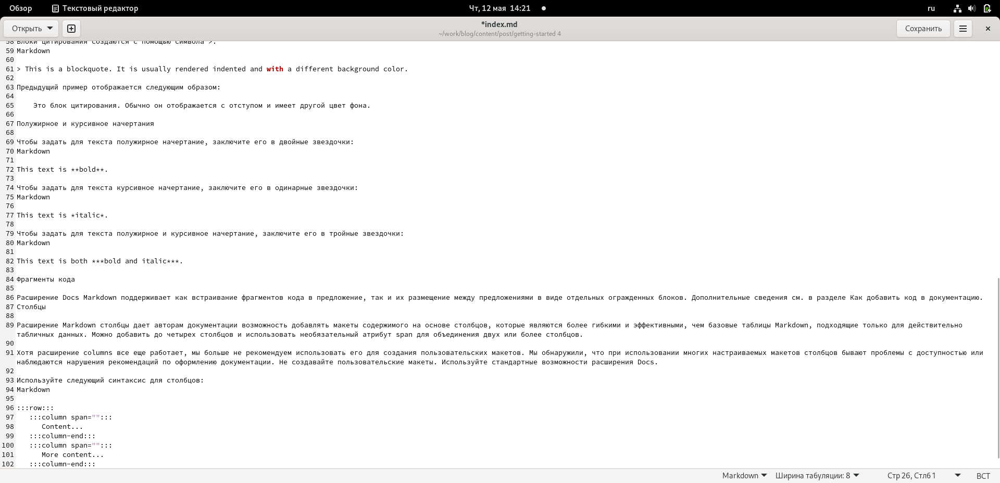 Обзор Текстовый редактор Чт, 12 мая 14:21 ru
Открыть *index.md Сохранить
~/work/blog/content/post/getting-started 4
58 Блоки цитирования создаются с помощью символа >:
59 Markdown
60
61 > This is a blockquote. It is usually rendered indented and with a different background color.
62
63 Предыдущий пример отображается следующим образом:
64
65     Это блок цитирования. Обычно он отображается с отступом и имеет другой цвет фона.
66
67 Полужирное и курсивное начертания
68
69 Чтобы задать для текста полужирное начертание, заключите его в двойные звездочки:
70 Markdown
71
72 This text is **bold**.
73
74 Чтобы задать для текста курсивное начертание, заключите его в одинарные звездочки:
75 Markdown
76
77 This text is *italic*.
78
79 Чтобы задать для текста полужирное и курсивное начертание, заключите его в тройные звездочки:
80 Markdown
81
82 This text is both ***bold and italic***.
83
84 Фрагменты кода
85
86 Расширение Docs Markdown поддерживает как встраивание фрагментов кода в предложение, так и их размещение между предложениями в виде отдельных огражденных блоков. Дополнительные сведения см. в разделе Как добавить код в документацию.
87 Столбцы
88
89 Расширение Markdown столбцы дает авторам документации возможность добавлять макеты содержимого на основе столбцов, которые являются более гибкими и эффективными, чем базовые таблицы Markdown, подходящие только для действительно
табличных данных. Можно добавить до четырех столбцов и использовать необязательный атрибут span для объединения двух или более столбцов.
90
91 Хотя расширение columns все еще работает, мы больше не рекомендуем использовать его для создания пользовательских макетов. Мы обнаружили, что при использовании многих настраиваемых макетов столбцов бывают проблемы с доступностью или
наблюдаются нарушения рекомендаций по оформлению документации. Не создавайте пользовательские макеты. Используйте стандартные возможности расширения Docs.
92
93 Используйте следующий синтаксис для столбцов:
94 Markdown
95
96 :::row:::
97    :::column span="":::
98       Content...
99    :::column-end:::
100    :::column span="":::
101       More content...
102    :::column-end:::
Markdown Ширина табуляции: 8 Стр 26, Стлб 1 ВСТ